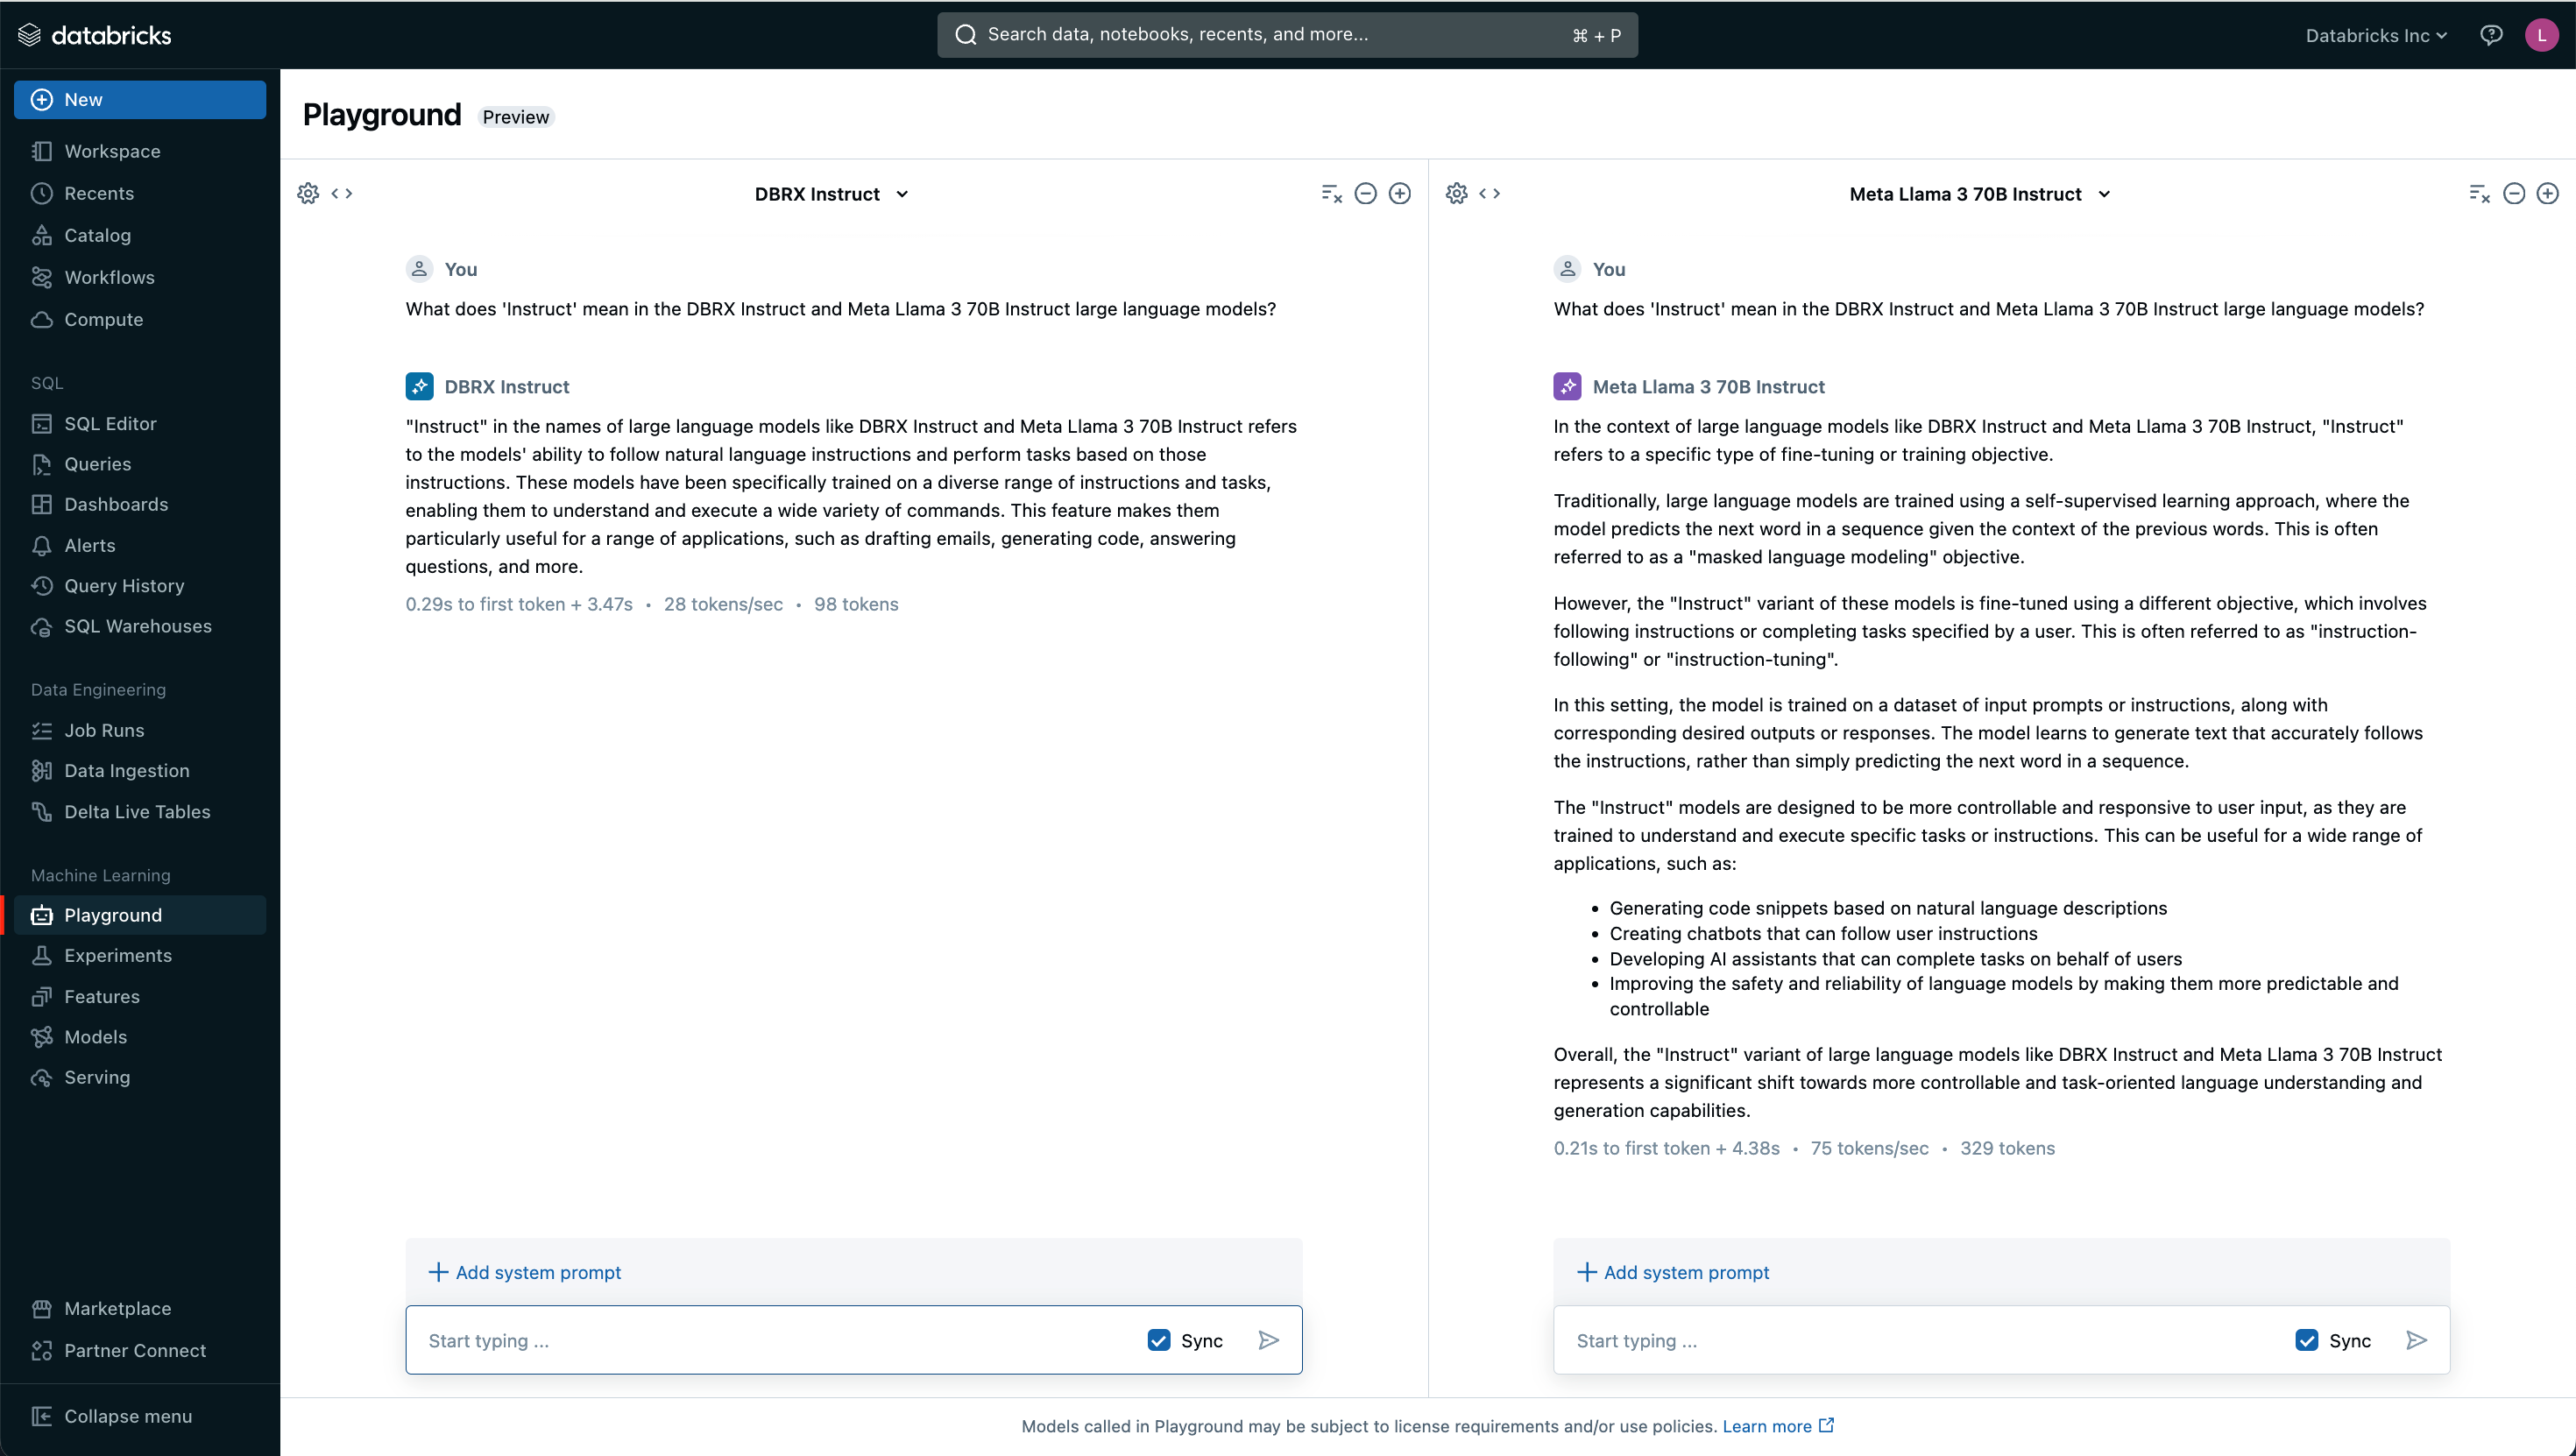 databricks
Search data, notebooks, recents, and more...
⌘ + P
Databricks Inc
L
New
Workspace
Recents
Catalog
Workflows
Compute
SQL
SQL Editor
Queries
Dashboards
Alerts
Query History
SQL Warehouses
Data Engineering
Job Runs
Data Ingestion
Delta Live Tables
Machine Learning
Playground
Experiments
Features
Models
Serving
Marketplace
Partner Connect
Collapse menu
Playground
Preview
DBRX Instruct
You
What does 'Instruct' mean in the DBRX Instruct and Meta Llama 3 70B Instruct large language models?
DBRX Instruct
"Instruct" in the names of large language models like DBRX Instruct and Meta Llama 3 70B Instruct refers
to the models' ability to follow natural language instructions and perform tasks based on those
instructions. These models have been specifically trained on a diverse range of instructions and tasks,
enabling them to understand and execute a wide variety of commands. This feature makes them
particularly useful for a range of applications, such as drafting emails, generating code, answering
questions, and more.
0.29s to first token + 3.47s • 28 tokens/sec • 98 tokens
Add system prompt
Start typing ...
Sync
Meta Llama 3 70B Instruct
You
What does 'Instruct' mean in the DBRX Instruct and Meta Llama 3 70B Instruct large language models?
Meta Llama 3 70B Instruct
In the context of large language models like DBRX Instruct and Meta Llama 3 70B Instruct, "Instruct"
refers to a specific type of fine-tuning or training objective.
Traditionally, large language models are trained using a self-supervised learning approach, where the
model predicts the next word in a sequence given the context of the previous words. This is often
referred to as a "masked language modeling" objective.
However, the "Instruct" variant of these models is fine-tuned using a different objective, which involves
following instructions or completing tasks specified by a user. This is often referred to as "instruction-
following" or "instruction-tuning".
In this setting, the model is trained on a dataset of input prompts or instructions, along with
corresponding desired outputs or responses. The model learns to generate text that accurately follows
the instructions, rather than simply predicting the next word in a sequence.
The "Instruct" models are designed to be more controllable and responsive to user input, as they are
trained to understand and execute specific tasks or instructions. This can be useful for a wide range of
applications, such as:
• Generating code snippets based on natural language descriptions
• Creating chatbots that can follow user instructions
• Developing AI assistants that can complete tasks on behalf of users
• Improving the safety and reliability of language models by making them more predictable and
controllable
Overall, the "Instruct" variant of large language models like DBRX Instruct and Meta Llama 3 70B Instruct
represents a significant shift towards more controllable and task-oriented language understanding and
generation capabilities.
0.21s to first token + 4.38s • 75 tokens/sec • 329 tokens
Add system prompt
Start typing ...
Sync
Models called in Playground may be subject to license requirements and/or use policies. Learn more